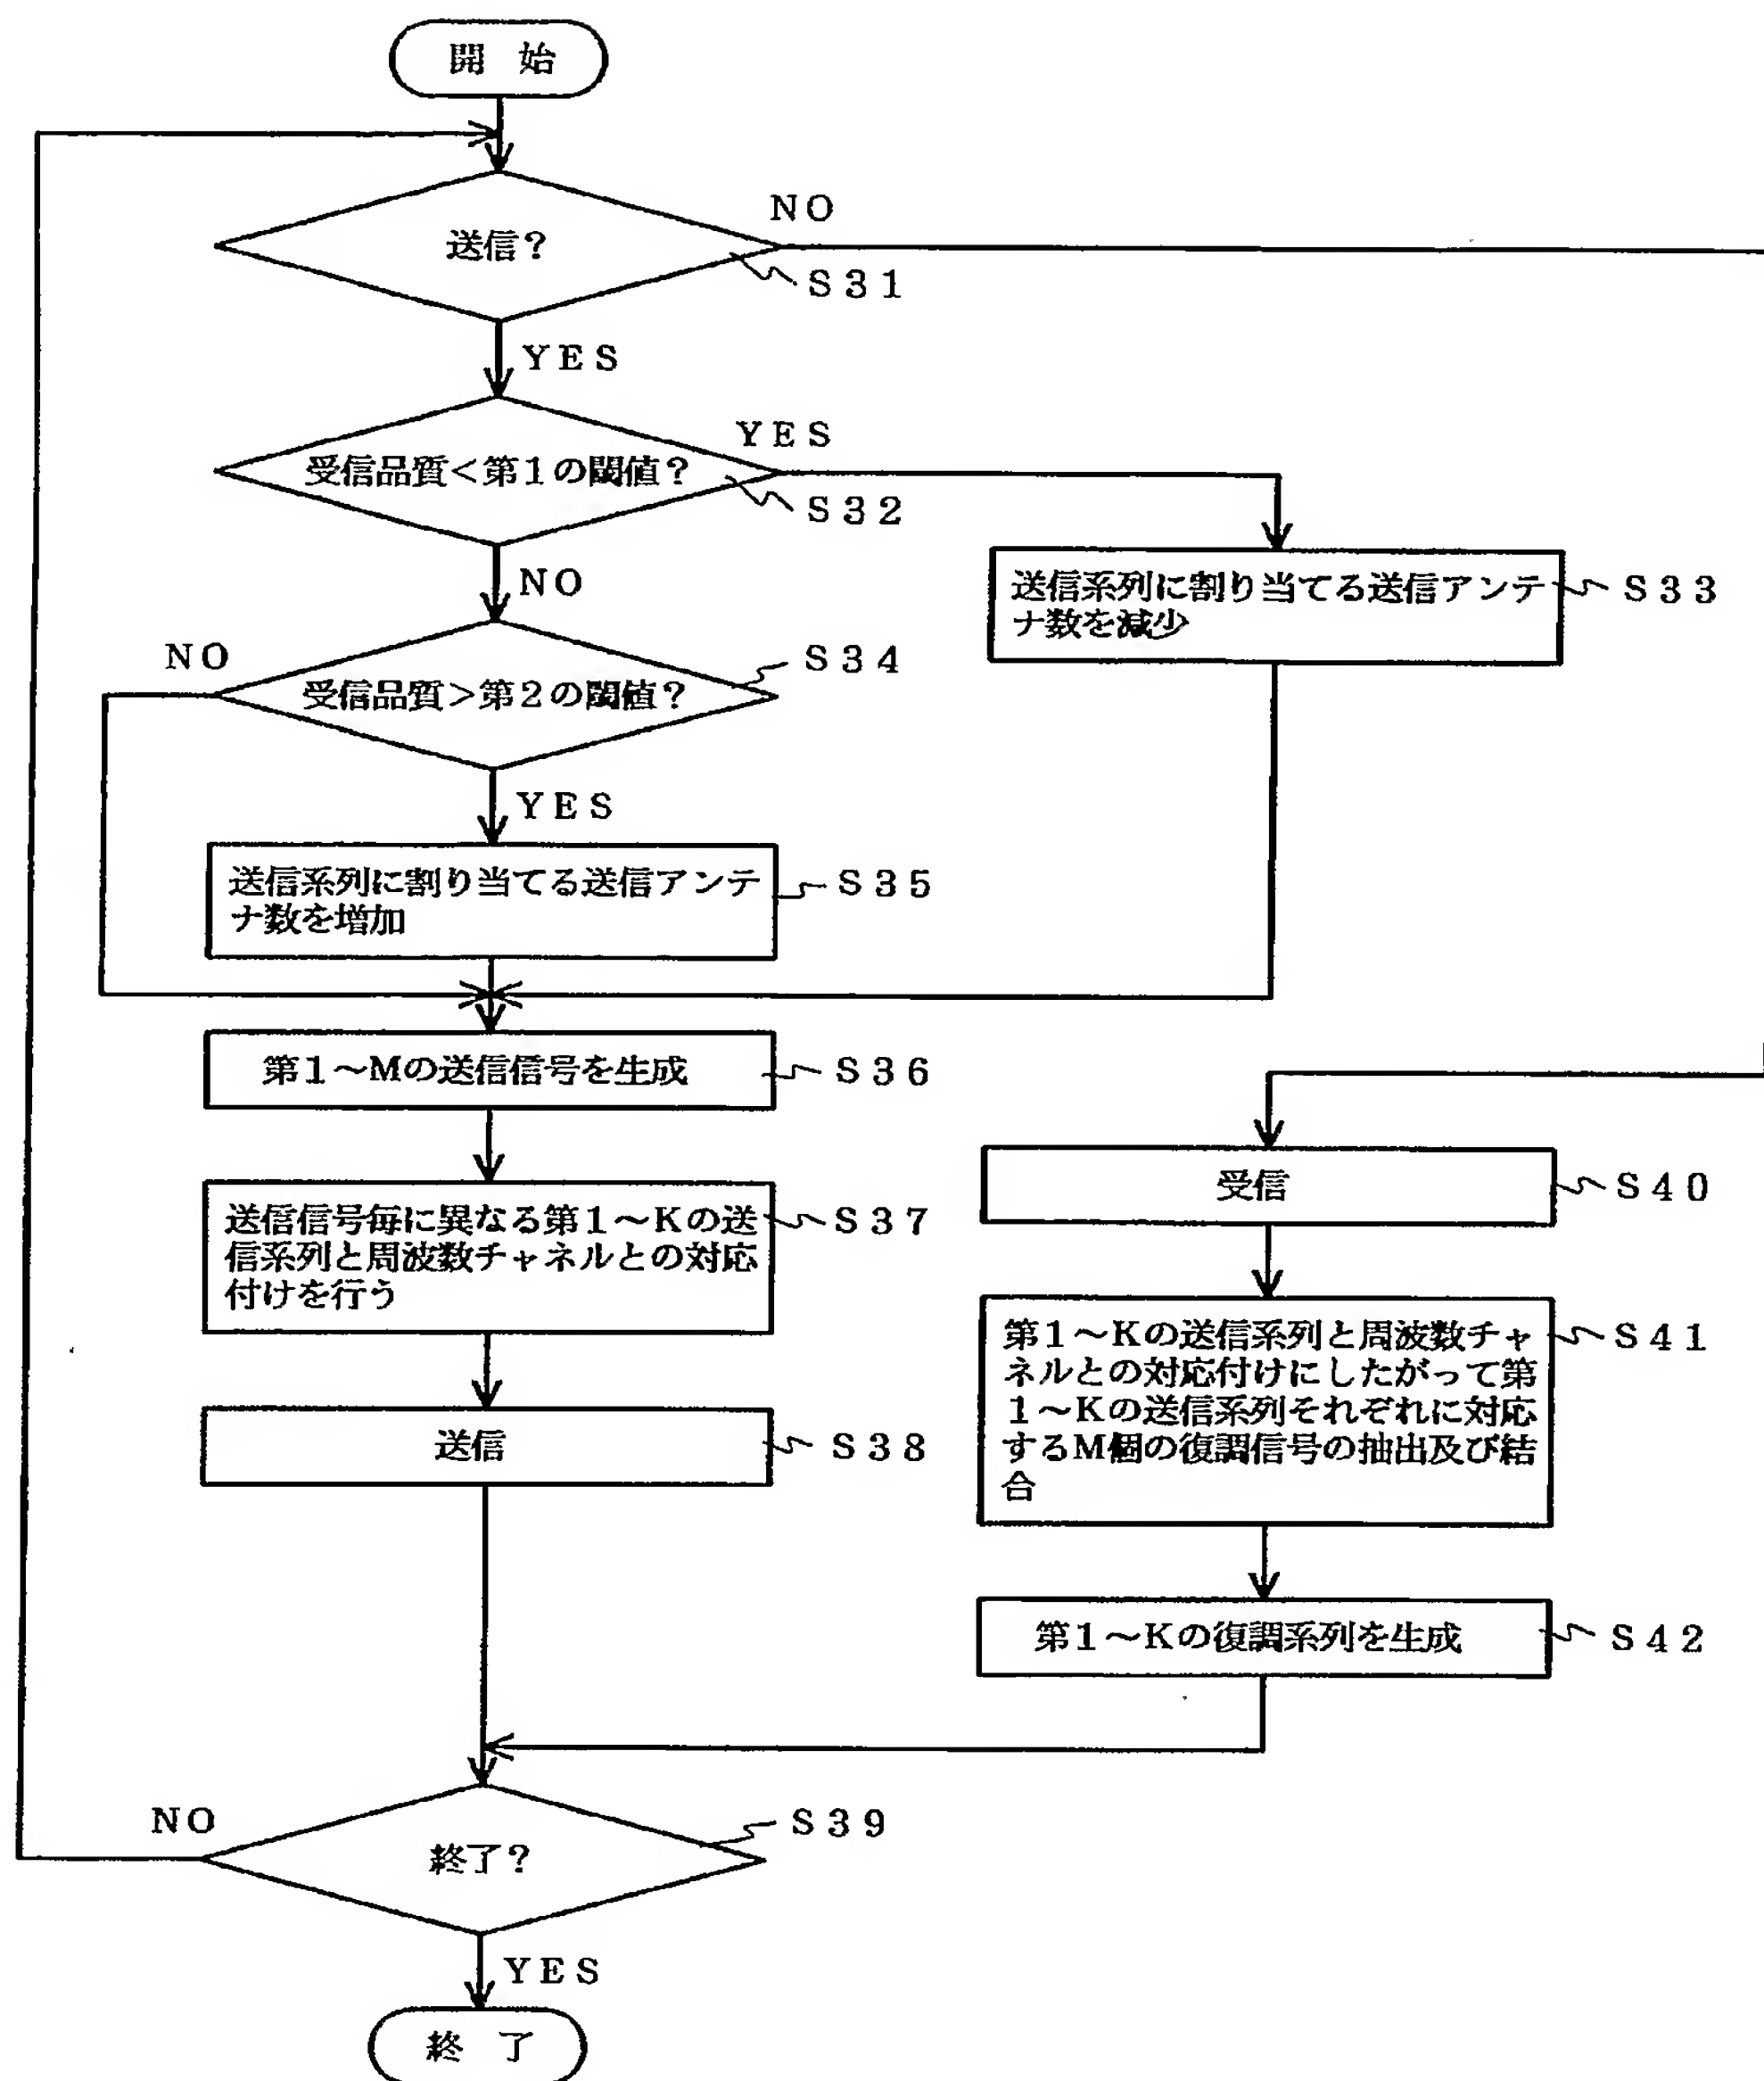 開 始
NO
送信?
S31
YES
YES
受信品質<第1の閾値?
S32
NO
送信系列に割り当てる送信アンテ
ナ数を減少
S33
NO
S34
受信品質>第2の閾値?
YES
送信系列に割り当てる送信アンテ
ナ数を増加
S35
第1~Mの送信信号を生成
S36
送信信号毎に異なる第1~Kの送
信系列と周波数チャネルとの対応
付けを行う
S37
送信
S38
受信
S40
第1~Kの送信系列と周波数チャ
ネルとの対応付けにしたがって第
1~Kの送信系列それぞれに対応
するM個の復調信号の抽出及び結
合
S41
第1~Kの復調系列を生成
S42
NO
S39
終了?
YES
終 了